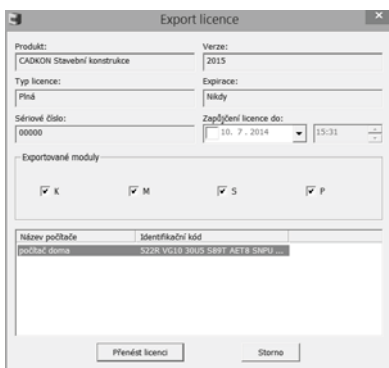 Export licence
Produkt: Verze:
CADKON Stavební konstrukce 2015
Typ licence: Expirace:
Plná Nikdy
Sériové číslo: Zapůjčení licence do:
00000 10. 7. 2014 15:31
Exportované moduly
K M S P
Název počítače Identifikační kód
počítač doma 522R VG10 30U5 SB9T AET8 SNPU ...
Přenést licenci Storno